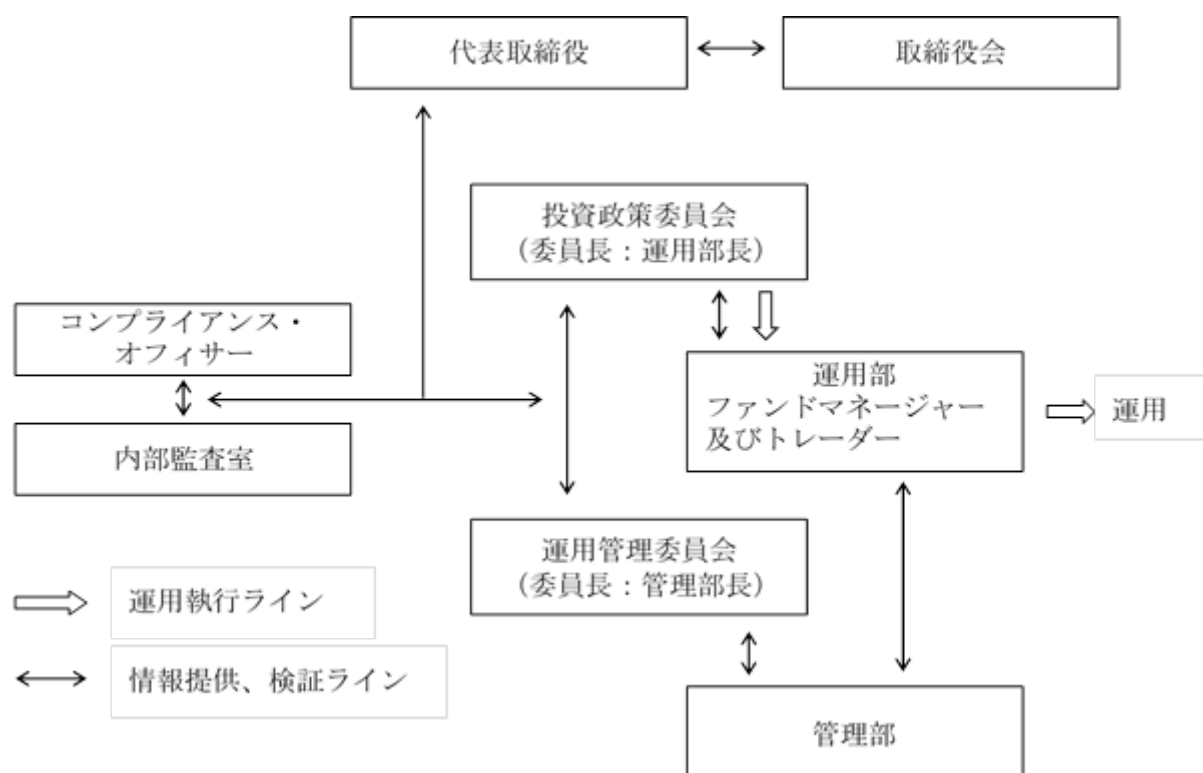 代表取締役
取締役会
投資政策委員会
（委員長：運用部長）
コンプライアンス・
オフィサー
運用部
ファンドマネージャー
及びトレーダー
運用
内部監査室
運用管理委員会
（委員長：管理部長）
運用執行ライン
情報提供、検証ライン
管理部